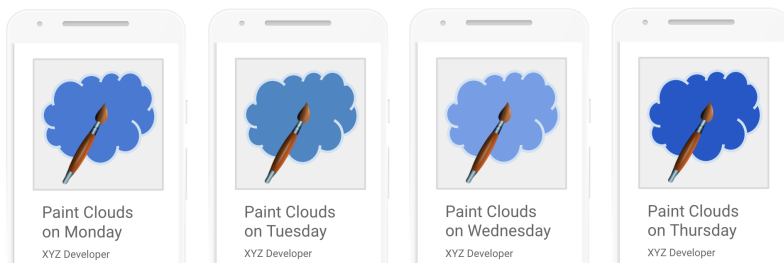 Paint Clouds
on Monday
XYZ Developer
Paint Clouds
on Tuesday
XYZ Developer
Paint Clouds
on Wednesday
XYZ Developer
Paint Clouds
on Thursday
XYZ Developer